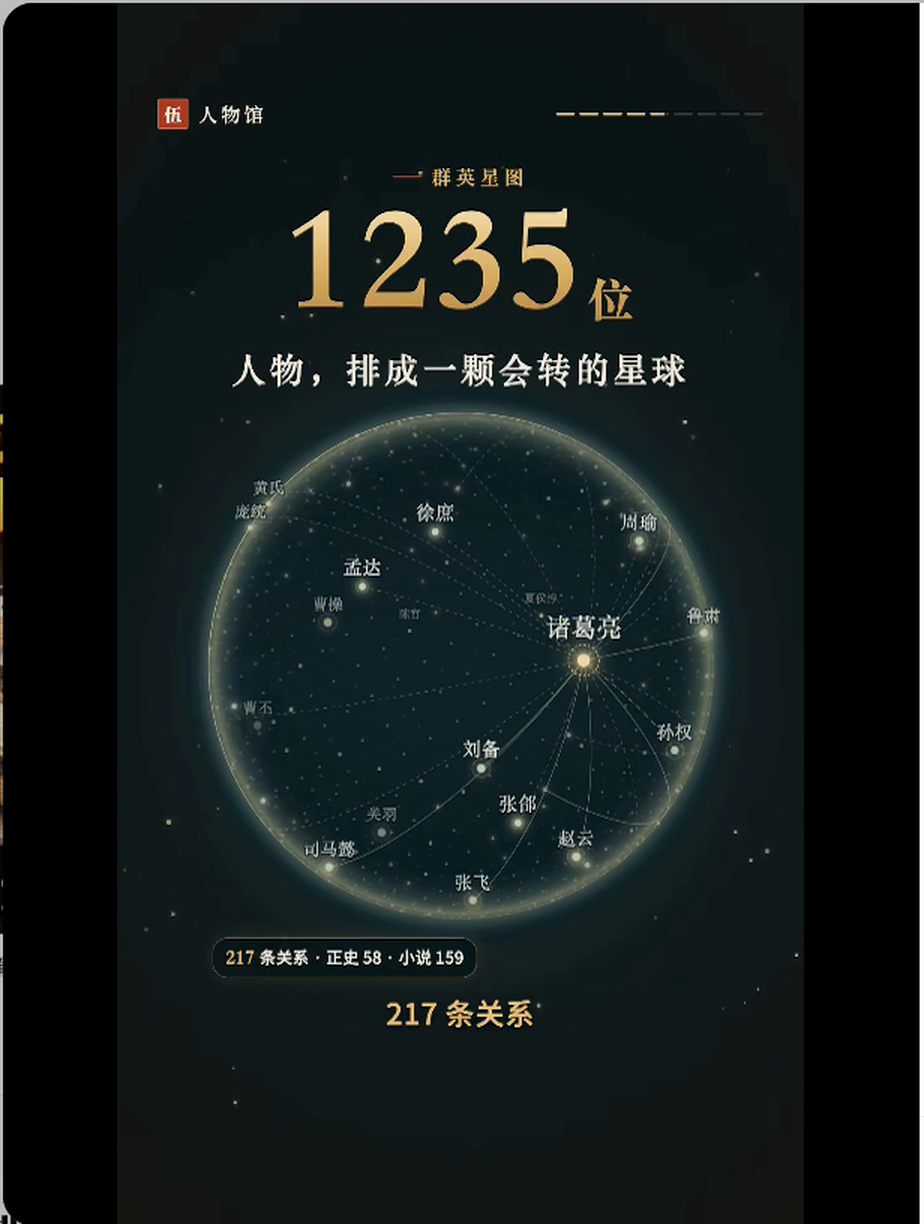 伍 人物馆
群英星图
1235位
人物，排成一颗会转的星球
黄氏
庞统
徐庶
周瑜
孟达
曹操
陈宫
夏侯惇
鲁肃
诸葛亮
曹丕
孙权
刘备
张郃
关羽
赵云
司马懿
张飞
217 条关系 · 正史 58 · 小说 159
217 条关系